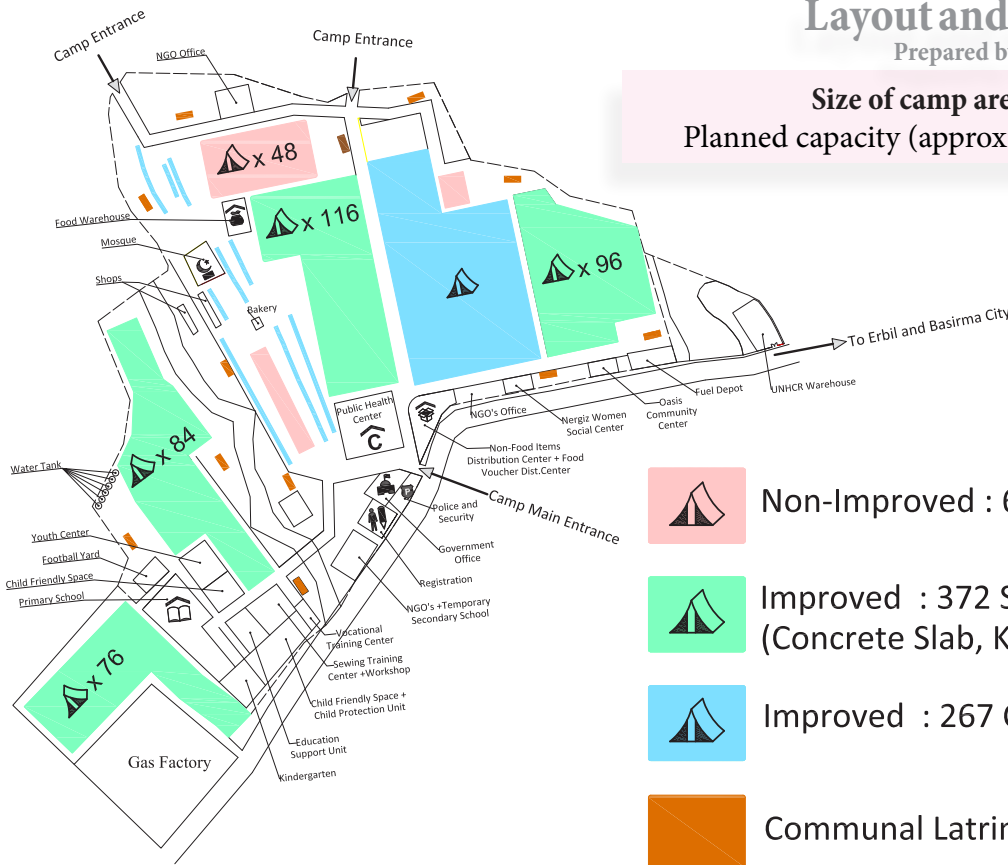 Layout and
Prepared b
Size of camp are
Planned capacity (approx
Camp Entrance
NGO Office
Camp Entrance
x 48
Food Warehouse
x 116
Mosque
Shops
Bakery
x 96
To Erbil and Basirma City
UNHCR Warehouse
Fuel Depot
Oasis
Community
Center
Nergiz Women
Social Center
NGO's Office
Public Health
Center
C
Non-Food Items
Distribution Center + Food
Voucher Dist.Center
Camp Main Entrance
x 84
Water Tank
Police and
Security
Government
Office
Registration
NGO's +Temporary
Secondary School
Youth Center
Football Yard
Child Friendly Space
Primary School
Vocational
Training Center
Sewing Training
Center +Workshop
Child Friendly Space +
Child Protection Unit
Education
Support Unit
Kindergarten
x 76
Gas Factory
Non-Improved : 6
Improved : 372 S
(Concrete Slab, K
Improved : 267
Communal Latrin